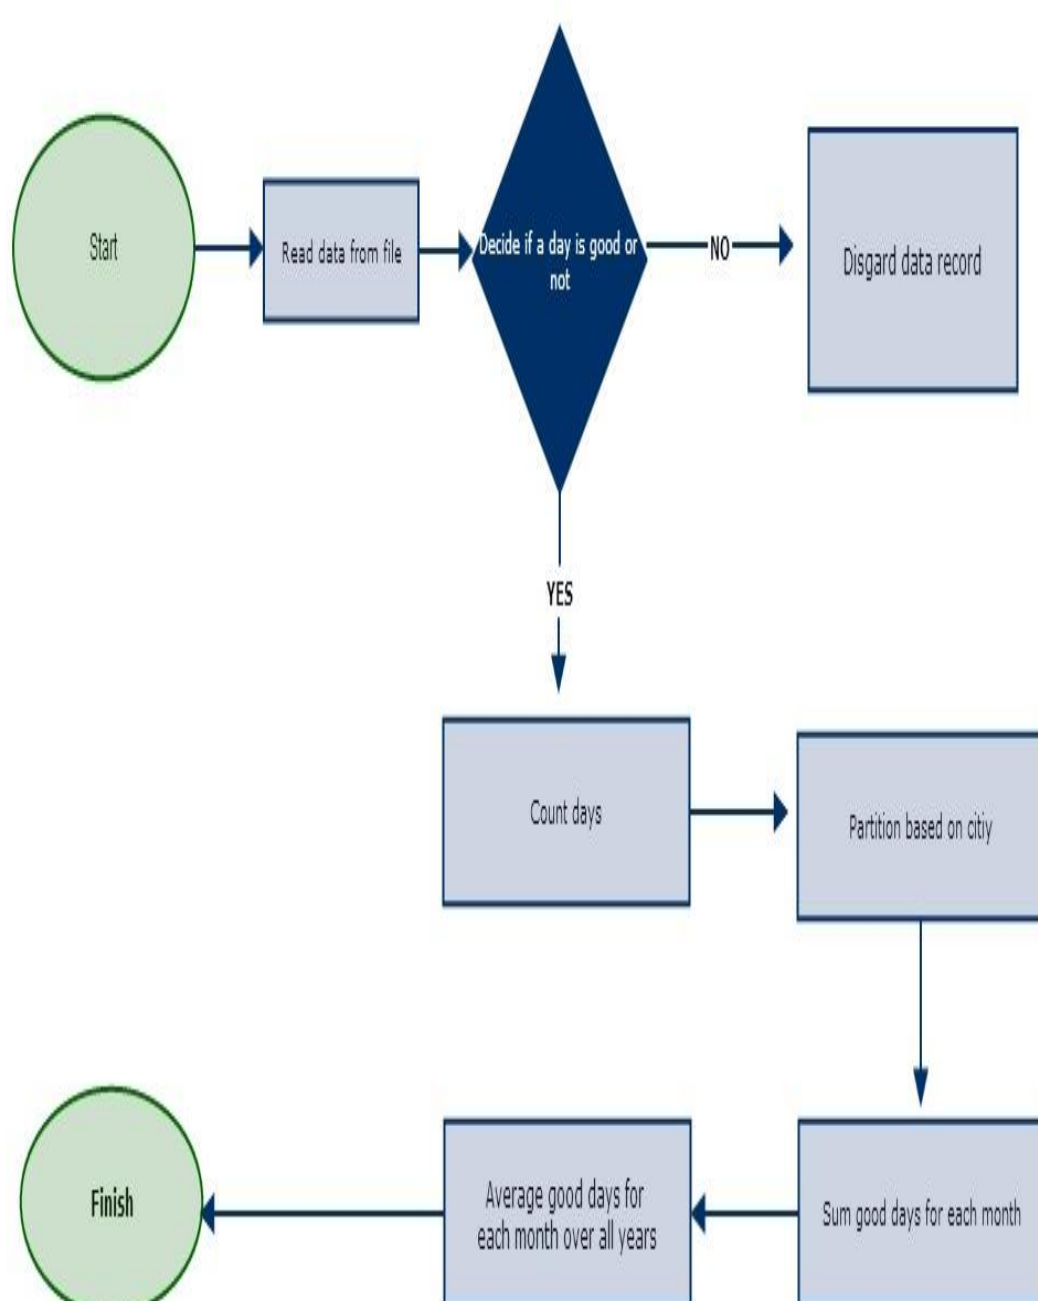 Start
Read data from file
Decide if a day is good or
not
NO
Disgard data record
YES
Count days
Partition based on citiy
Sum good days for each month
Average good days for
each month over all years
Finish